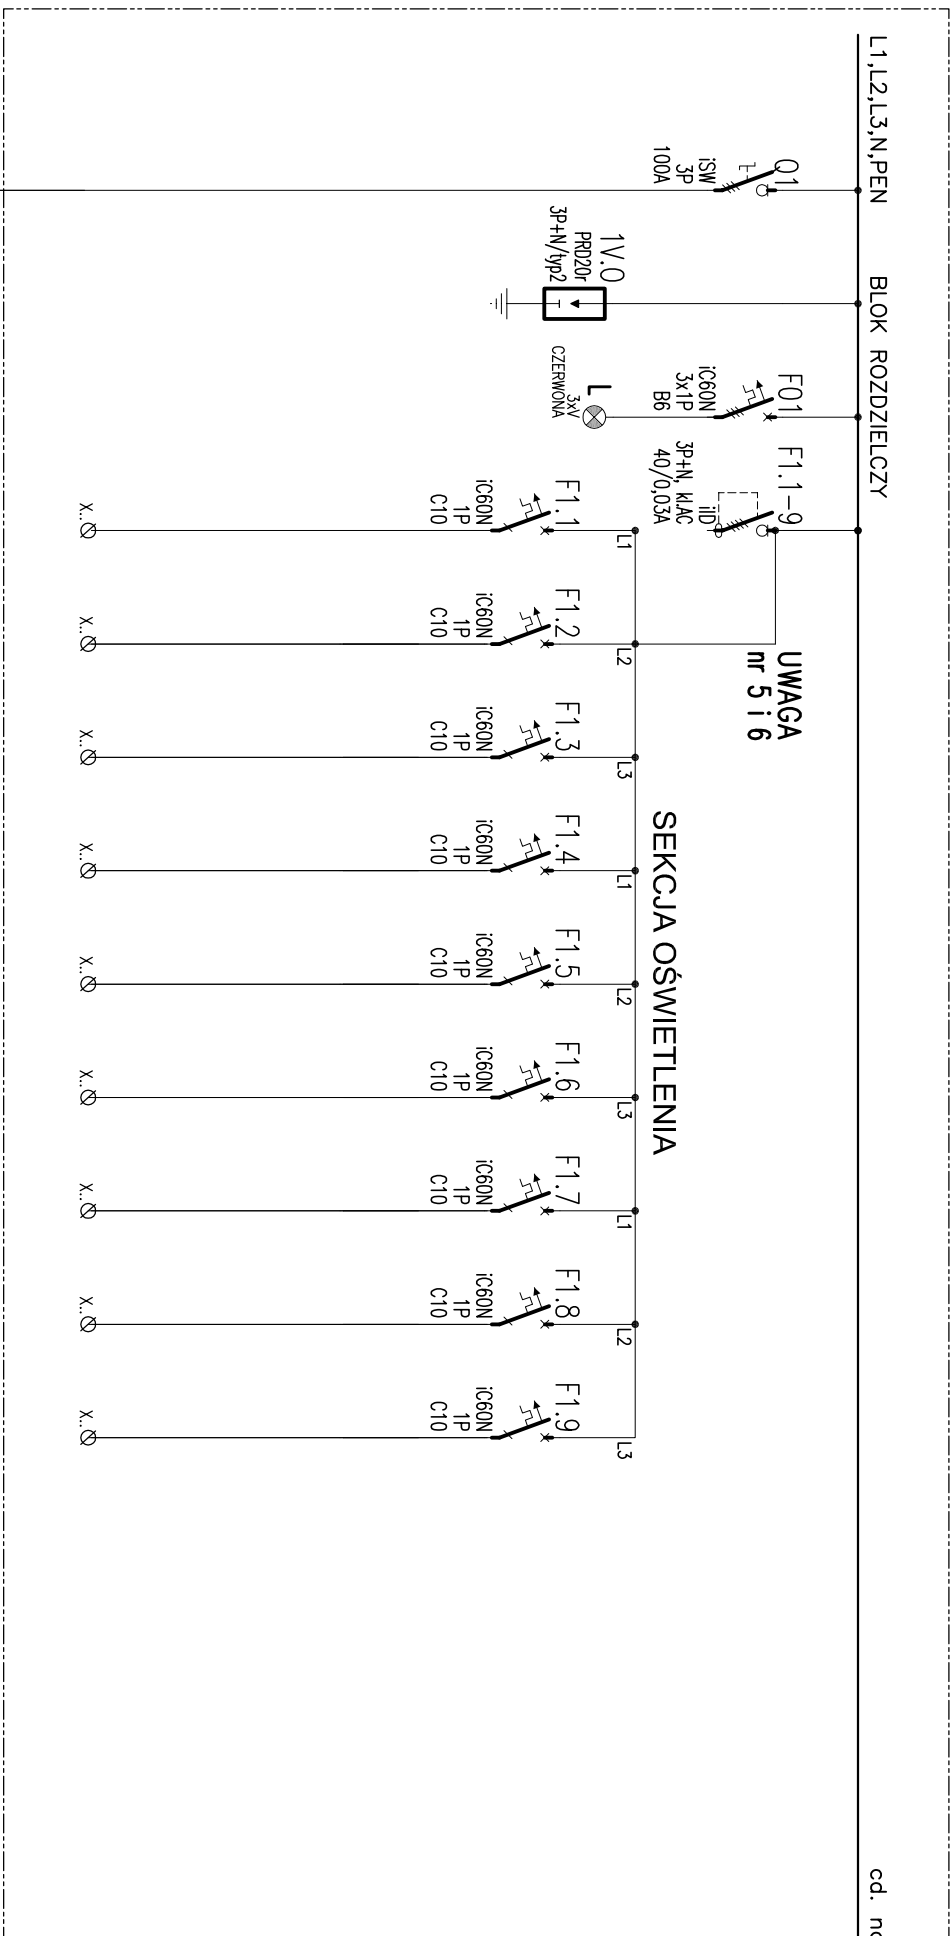 L1,L2,L3,N,PEN
BLOK ROZDZIELCZY
cd.
Q1
iSW
3P
100A
1V.0
PRD20r
3P+N/typ2
F01
iC60N
3x1P
B6
L
3xV
CZERWONA
F1.1-9
iID
3P+N, kl.AC
40/0,03A
UWAGA
nr 5 i 6
SEKCJA OŚWIETLENIA
L1
F1.1
iC60N
1P
C10
X..
L2
F1.2
iC60N
1P
C10
X..
L3
F1.3
iC60N
1P
C10
X..
L1
F1.4
iC60N
1P
C10
X..
L2
F1.5
iC60N
1P
C10
X..
L3
F1.6
iC60N
1P
C10
X..
L1
F1.7
iC60N
1P
C10
X..
L2
F1.8
iC60N
1P
C10
X..
L3
F1.9
iC60N
1P
C10
X..